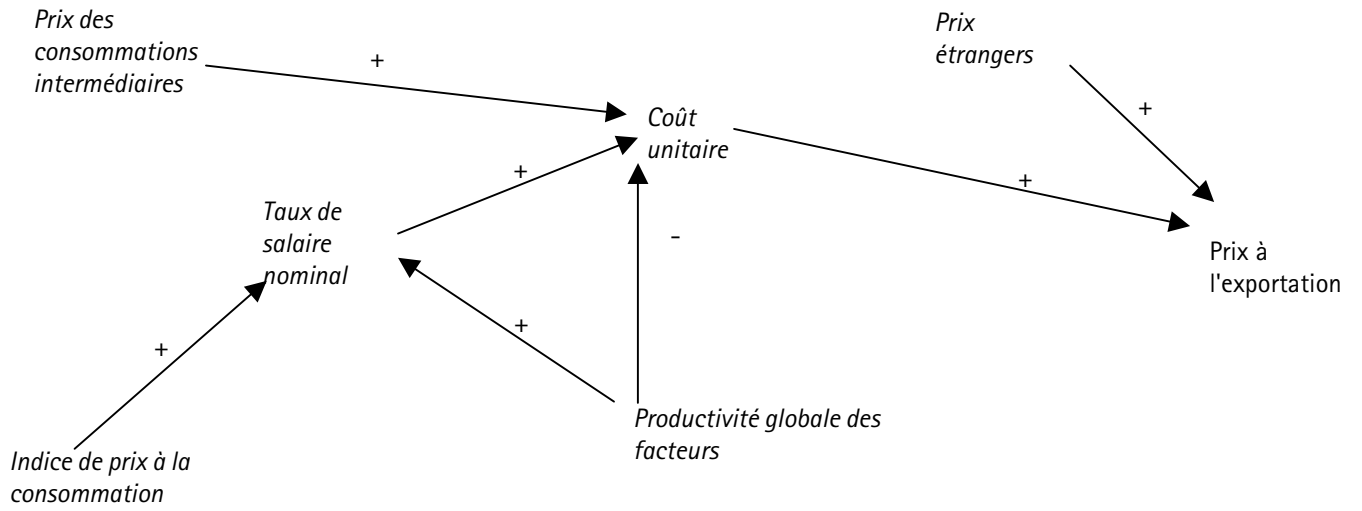 Prix des
consommations
intermédiaires
+
Prix
étrangers
+
Coût
unitaire
+
+
Taux de
salaire
nominal
-
Prix à
l'exportation
+
+
Productivité globale des
facteurs
Indice de prix à la
consommation